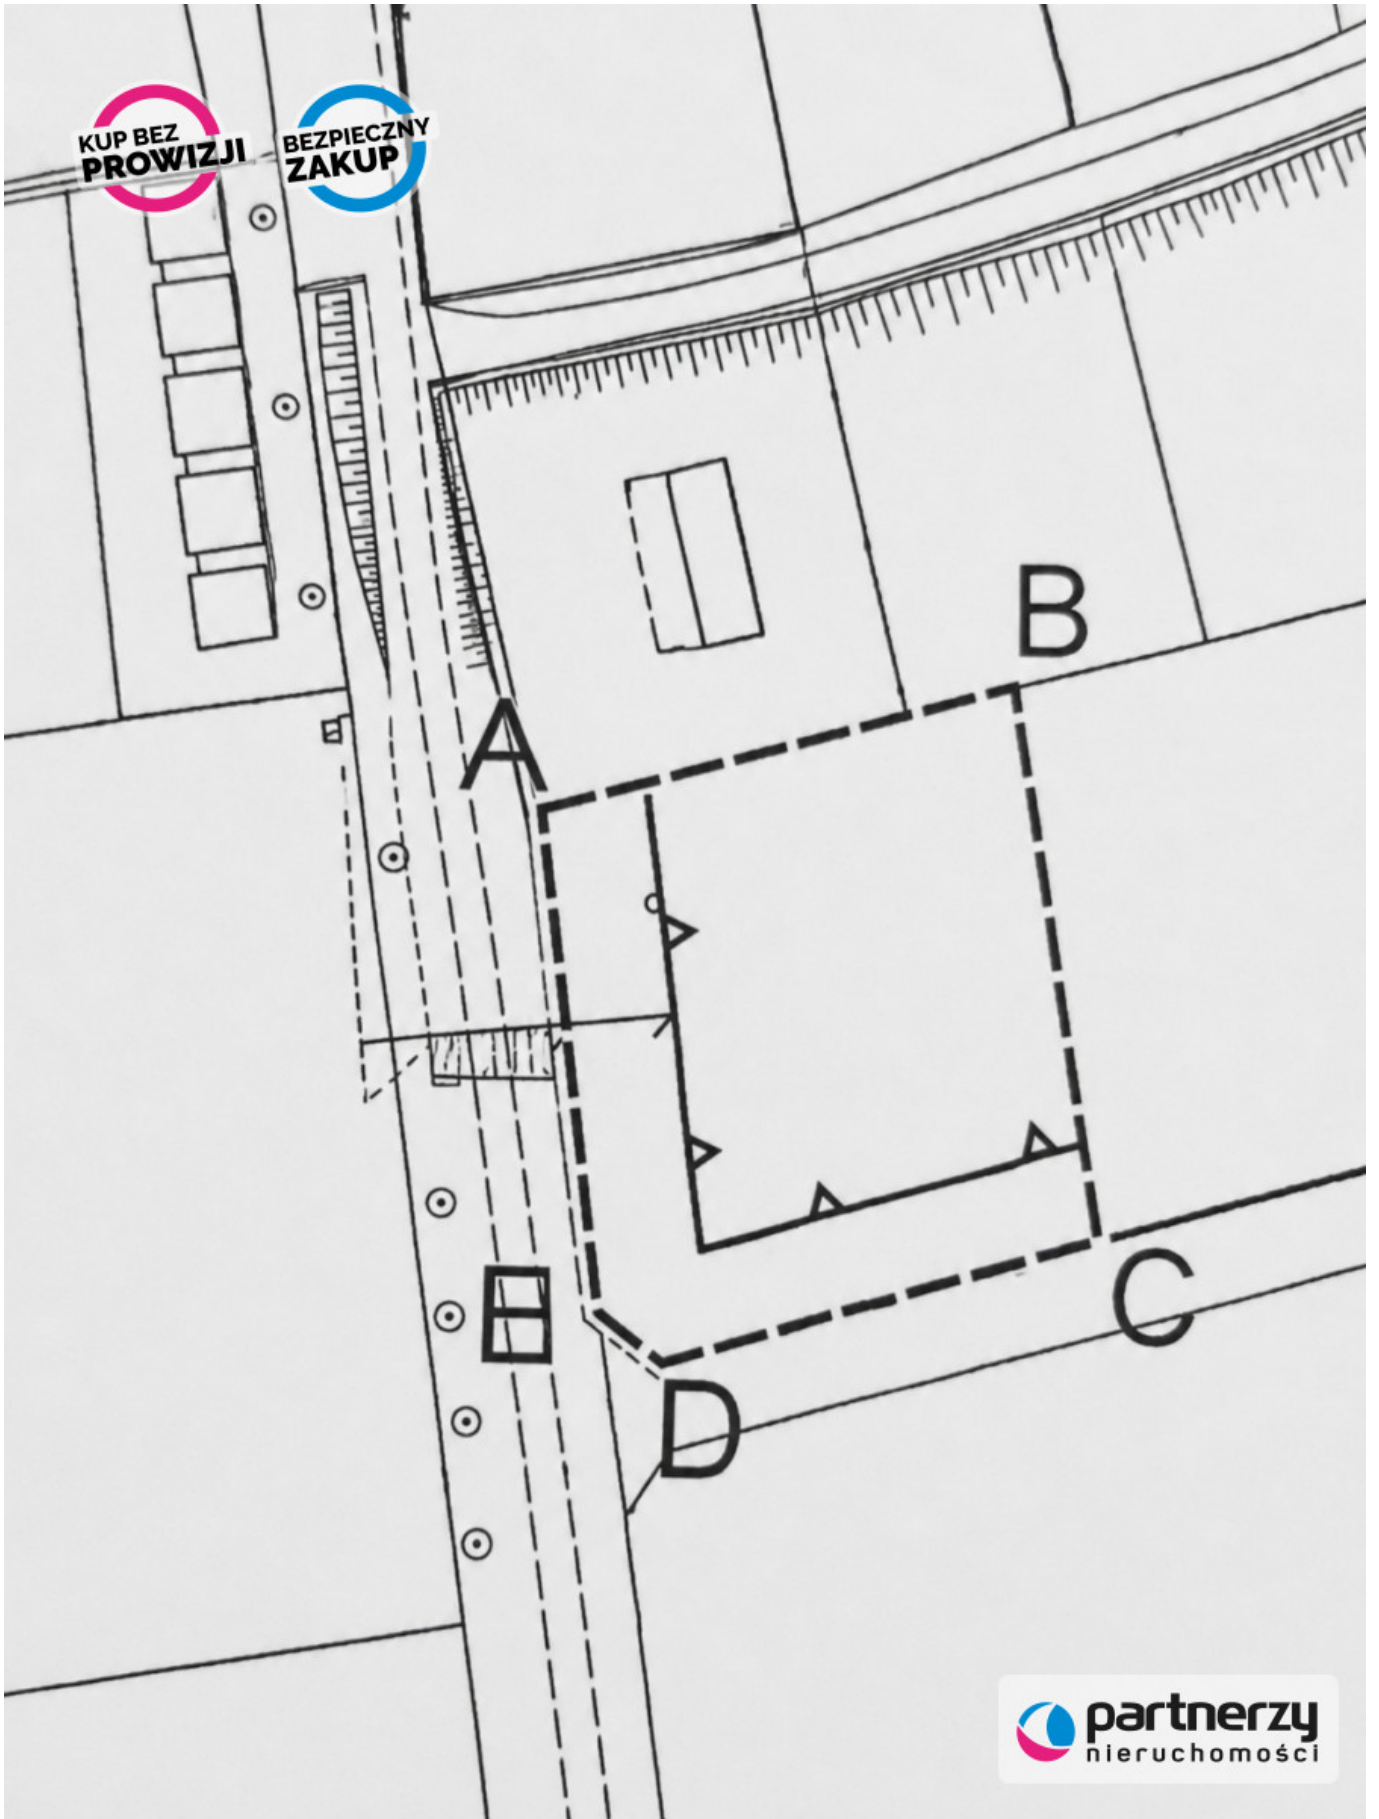 KUP BEZ
PROWIZJI
BEZPIECZNY
ZAKUP
B
A
E
C
D
partnerzy
nieruchomości